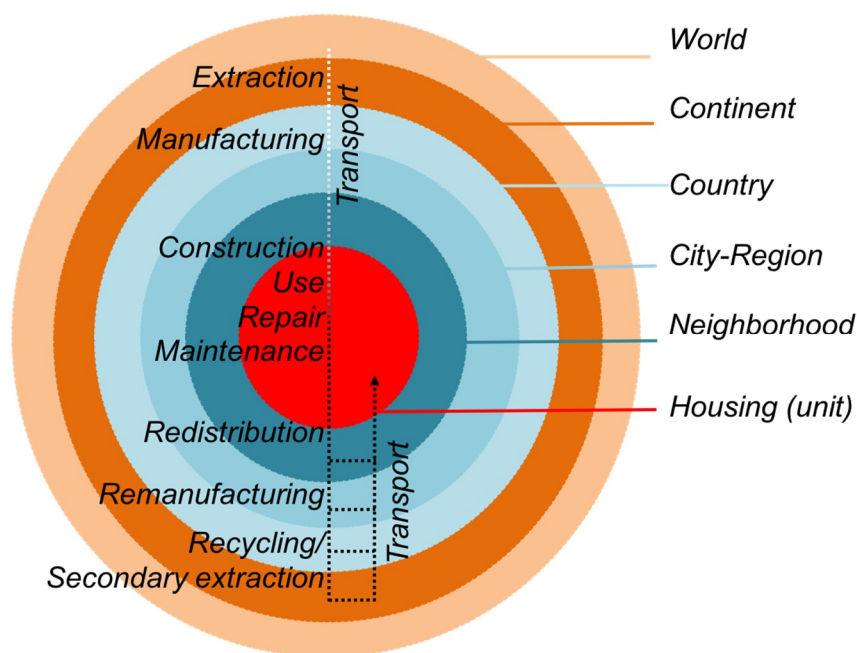 World
Extraction
Continent
Manufacturing
Transport
Country
Construction
City-Region
Use
Repair
Neighborhood
Maintenance
Housing (unit)
Redistribution
Remanufacturing
Transport
Recycling/
Secondary extraction